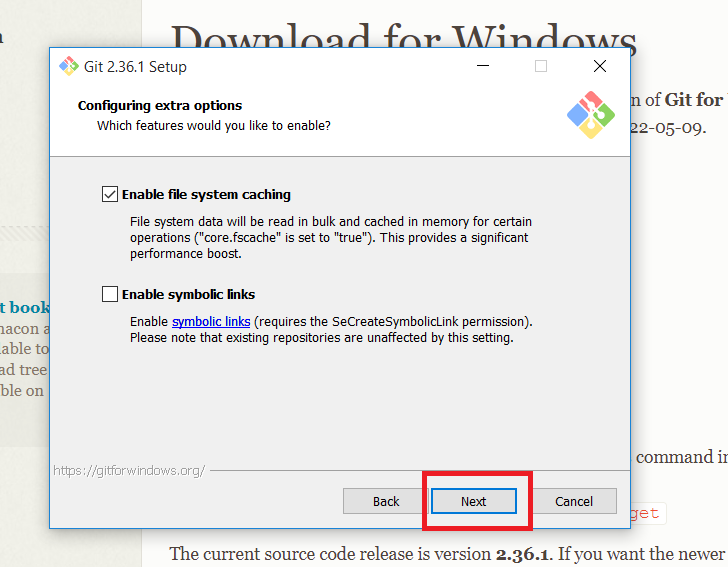 Download for Windows
Git 2.36.1 Setup
Configuring extra options
Which features would you like to enable?
n of Git for
22-05-09.
Enable file system caching
File system data will be read in bulk and cached in memory for certain
operations ("core.fscache" is set to "true"). This provides a significant
performance boost.
Enable symbolic links
Enable symbolic links (requires the SeCreateSymbolicLink permission).
Please note that existing repositories are unaffected by this setting.
t book
nacon a
lable to
ad tree
ble on
https://gitforwindows.org/
command in
Back
Next
Cancel
get
The current source code release is version 2.36.1. If you want the newer